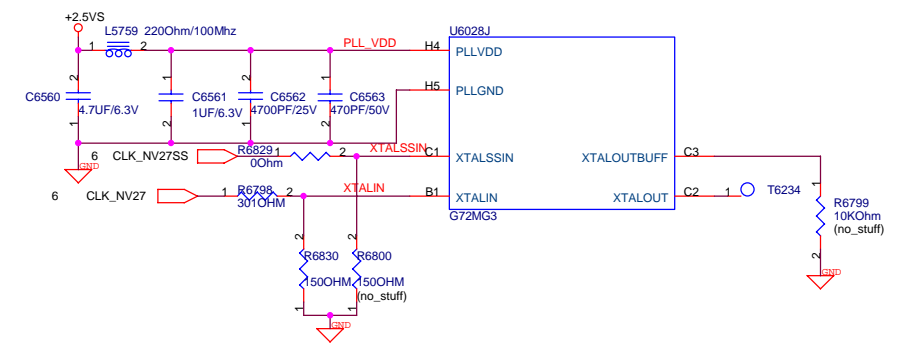 +2.5VS
L5759 220Ohm/100Mhz
1 2
PLL_VDD
U6028J
H4 PLLVDD
H5 PLLGND
2
C6560
4.7UF/6.3V
1
1
C6561
1UF/6.3V
2
2
C6562
4700PF/25V
1
1
C6563
470PF/50V
2
GND
6 CLK_NV27SS
R6829
1 2
0Ohm
XTALSSIN
C1 XTALSSIN
XTALOUTBUFF C3
6 CLK_NV27
R6798
1 2
301OHM
XTALIN
B1 XTALIN
XTALOUT C2
1 T6234
G72MG3
1
R6799
10KOhm
(no_stuff)
2
GND
2
R6830
150OHM
1
2
R6800
150OHM
(no_stuff)
1
GND